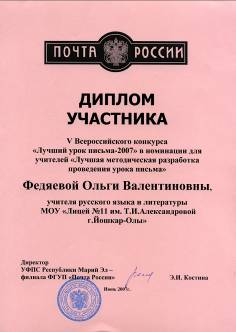 ПОЧТА РОССИИ
ДИПЛОМ
УЧАСТНИКА
V Всероссийского конкурса
«Лучший урок письма-2007» в номинации для
учителей «Лучшая методическая разработка
проведения урока письма»
Федяевой Ольги Валентиновны,
учителя русского языка и литературы
МОУ «Лицей №11 им. Т.И.Александровой
г.Йошкар-Олы»
Директор
УФПС Республики Марий Эл –
филиала ФГУП «Почта России»
Э.И. Костина
Июнь 2007г.